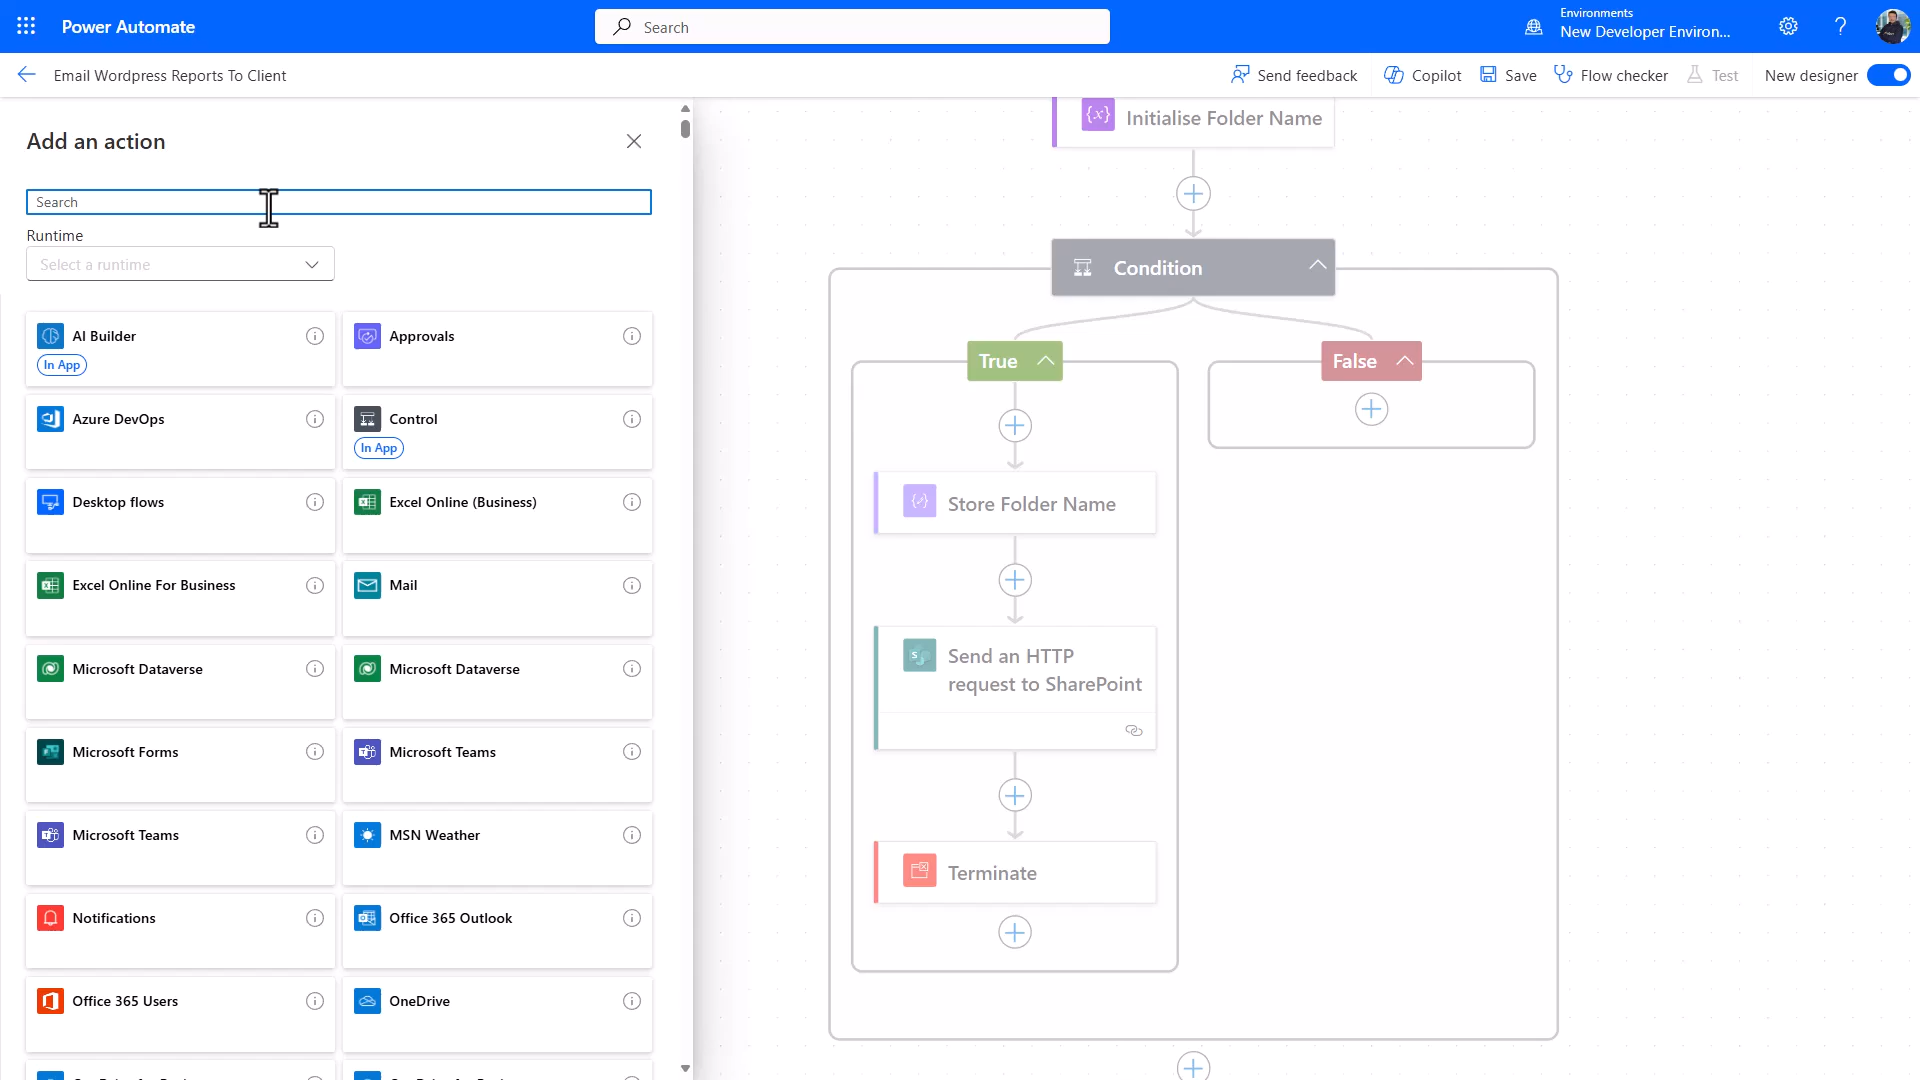 Power Automate
Search
Environments
New Developer Environ...
Email Wordpress Reports To Client
Send feedback
Copilot
Save
Flow checker
Test
New designer
Add an action
Search
Runtime
Select a runtime
AI Builder
In App
Approvals
Azure DevOps
Control
In App
Desktop flows
Excel Online (Business)
Excel Online For Business
Mail
Microsoft Dataverse
Microsoft Dataverse
Microsoft Forms
Microsoft Teams
Microsoft Teams
MSN Weather
Notifications
Office 365 Outlook
Office 365 Users
OneDrive
Initialise Folder Name
Condition
True
False
Store Folder Name
Send an HTTP
request to SharePoint
Terminate